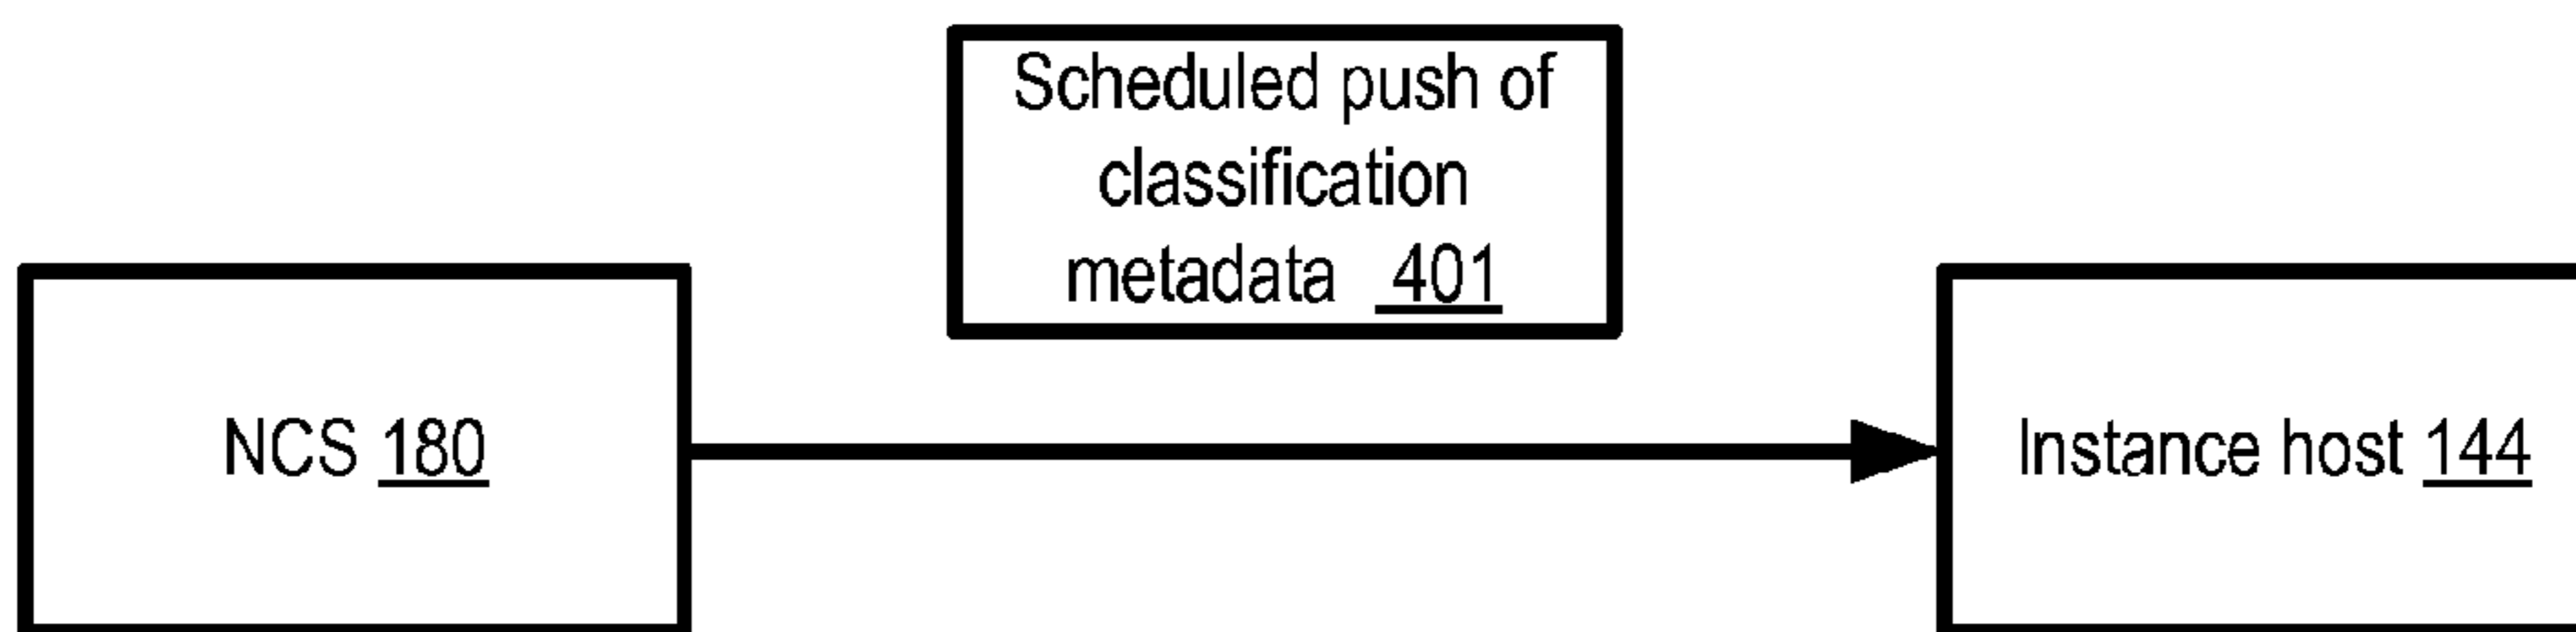 Scheduled push of
classification
metadata 401
NCS 180
Instance host 144